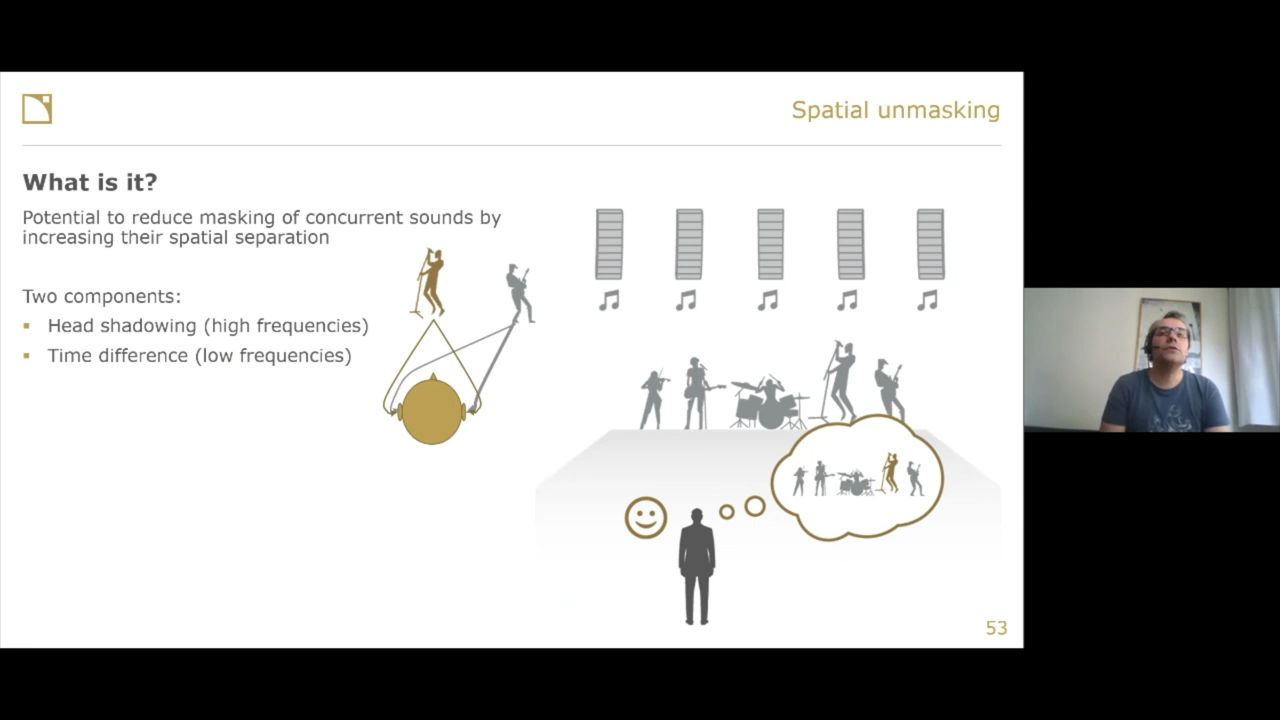 Spatial unmasking
What is it?
Potential to reduce masking of concurrent sounds by
increasing their spatial separation
Two components:
▪ Head shadowing (high frequencies)
▪ Time difference (low frequencies)
53